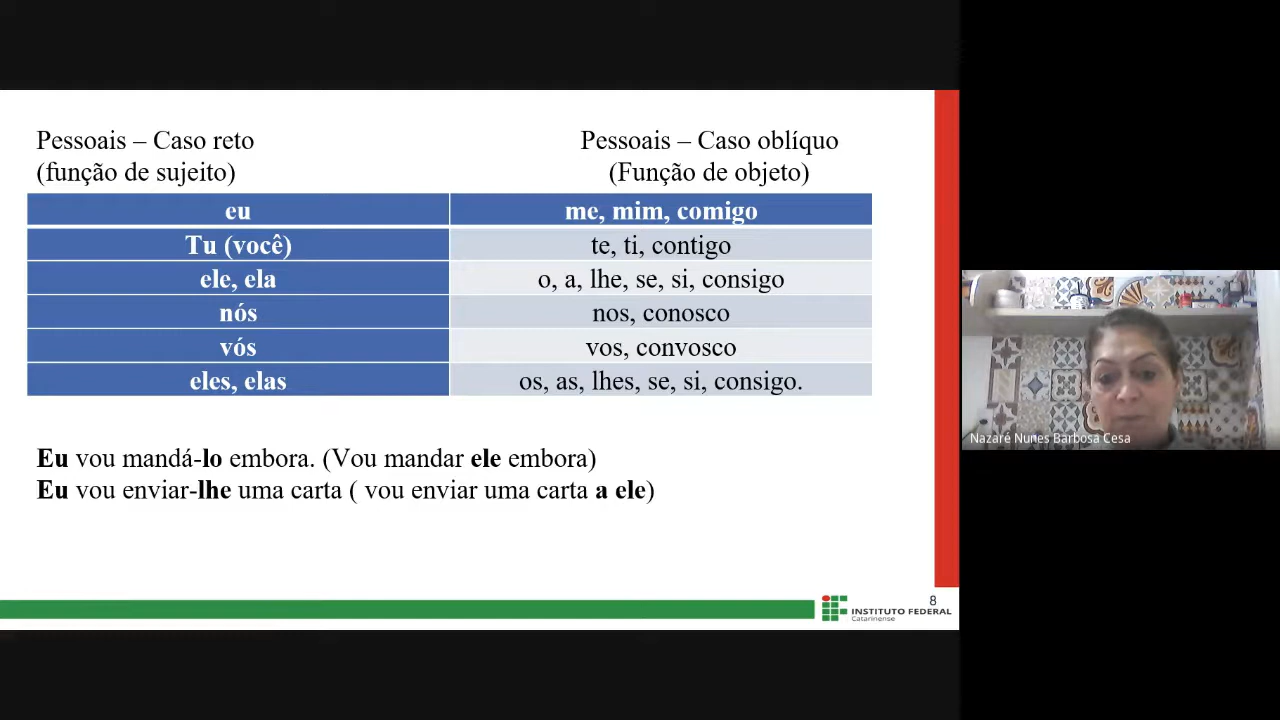 Pessoais – Caso reto
(função de sujeito)
Pessoais – Caso oblíquo
(Função de objeto)
eu
me, mim, comigo
Tu (você)
te, ti, contigo
ele, ela
o, a, lhe, se, si, consigo
nós
nos, conosco
vós
vos, convosco
eles, elas
os, as, lhes, se, si, consigo.
Eu vou mandá-lo embora. (Vou mandar ele embora)
Eu vou enviar-lhe uma carta ( vou enviar uma carta a ele)
8
INSTITUTO FEDERAL
Catarinense
Nazaré Nunes Barbosa Cesa